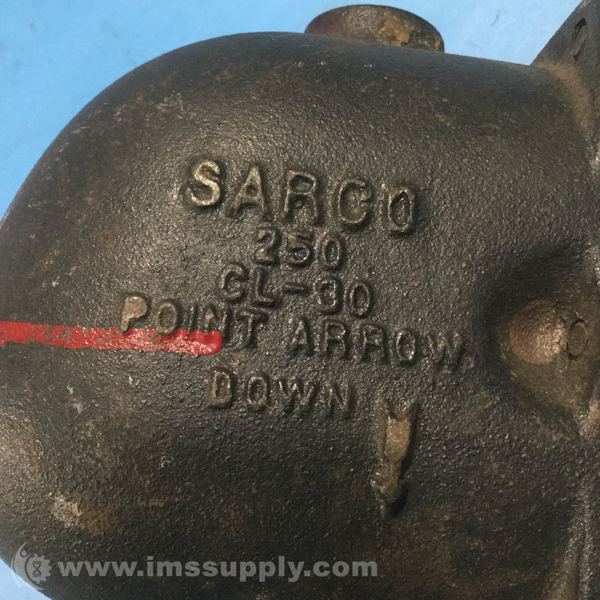 SARCO
250
CL-30
POINT ARROW
DOWN
www.imssupply.com